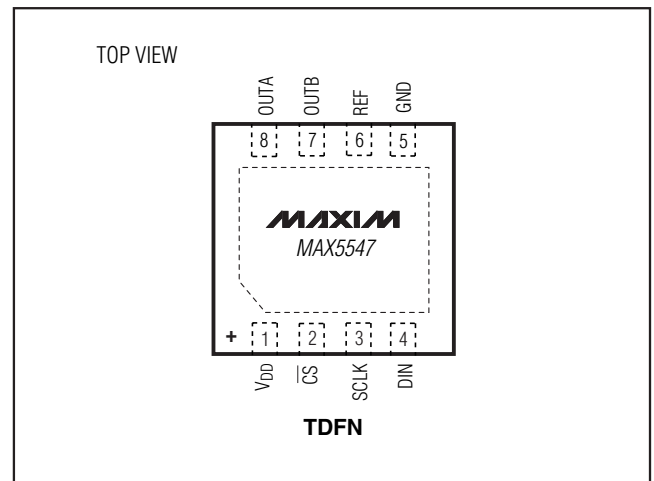 TOP VIEW
OUTA OUTB REF GND
8 7 6 5
MAXIM
MAX5547
+ 1 2 3 4
VDD C̅S̅ SCLK DIN
TDFN